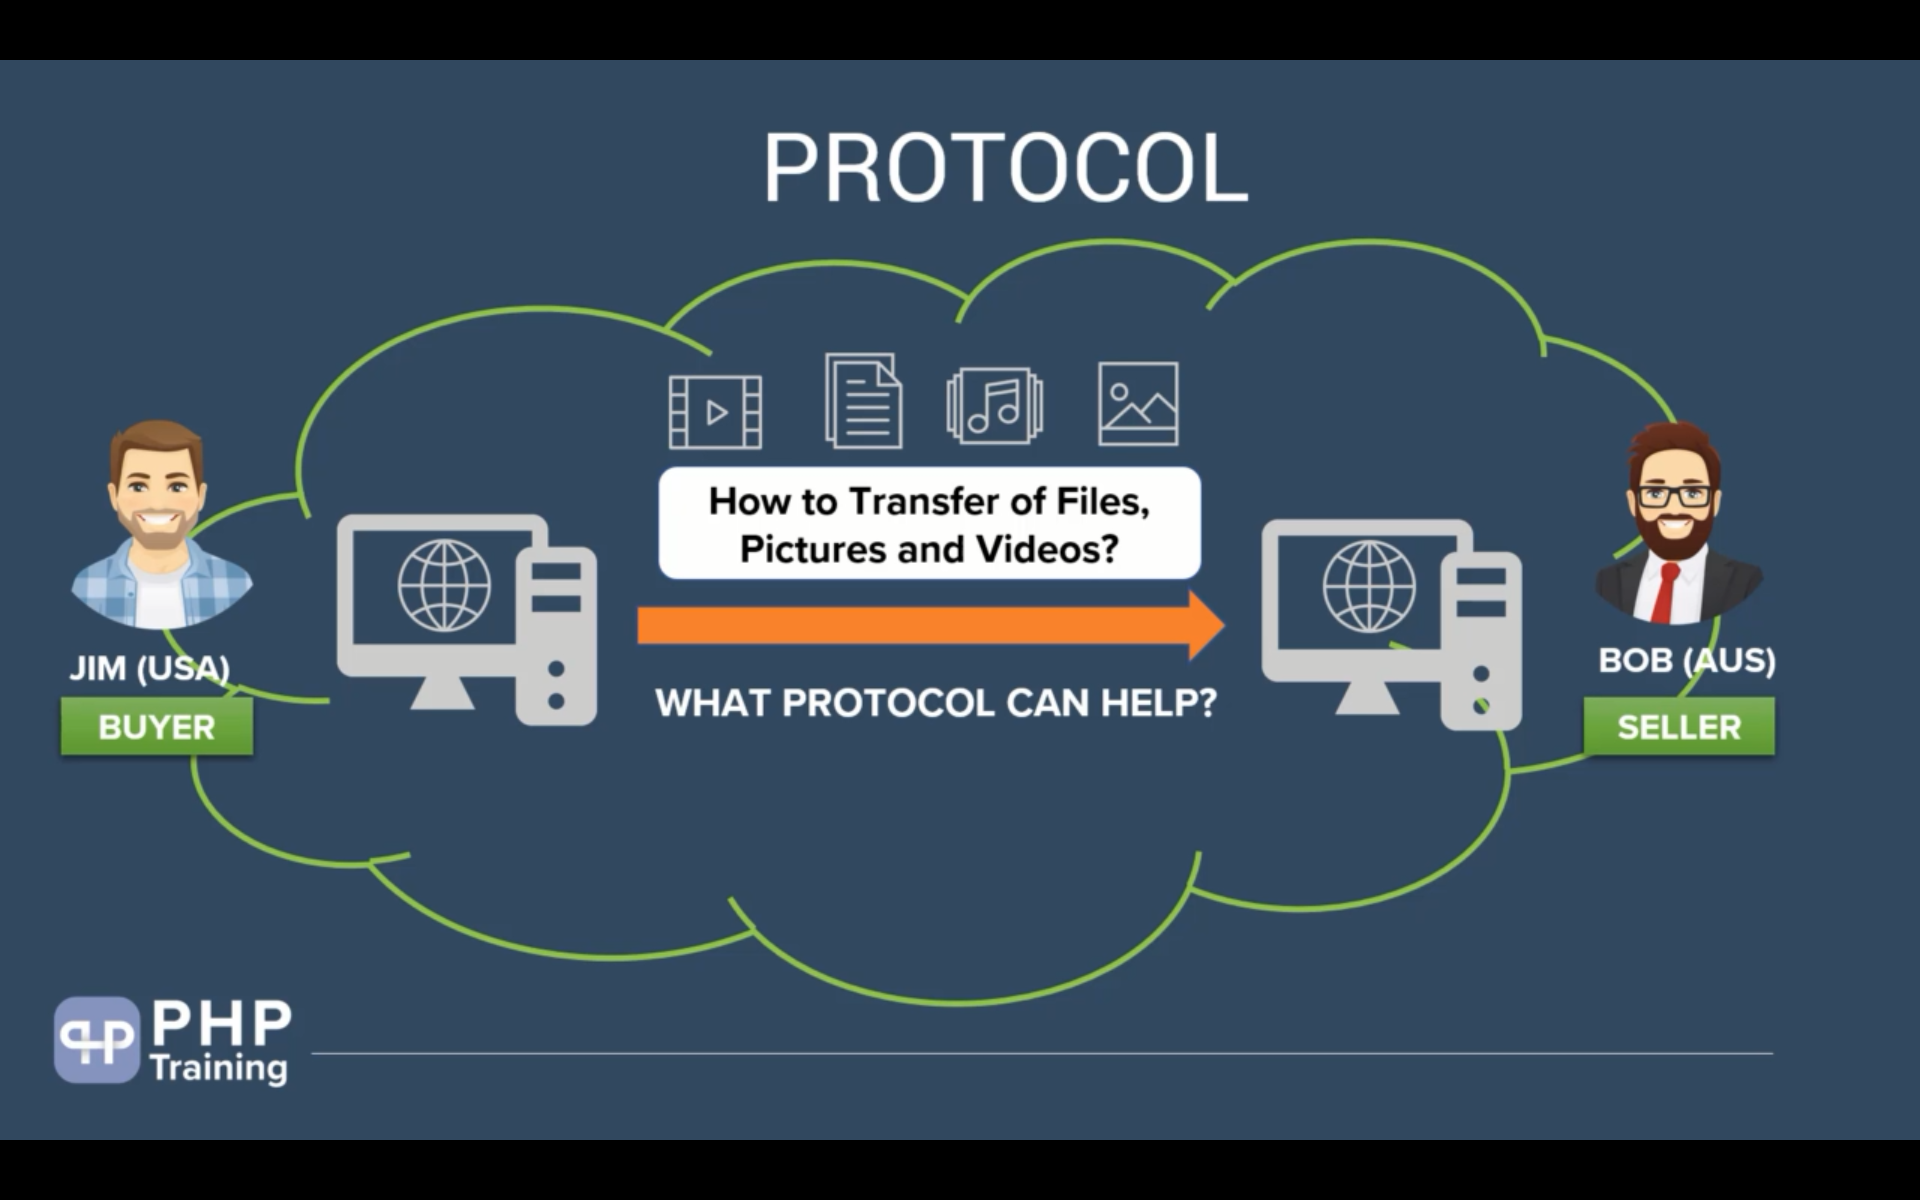 PROTOCOL
How to Transfer of Files,
Pictures and Videos?
WHAT PROTOCOL CAN HELP?
JIM (USA)
BUYER
BOB (AUS)
SELLER
PHP
Training